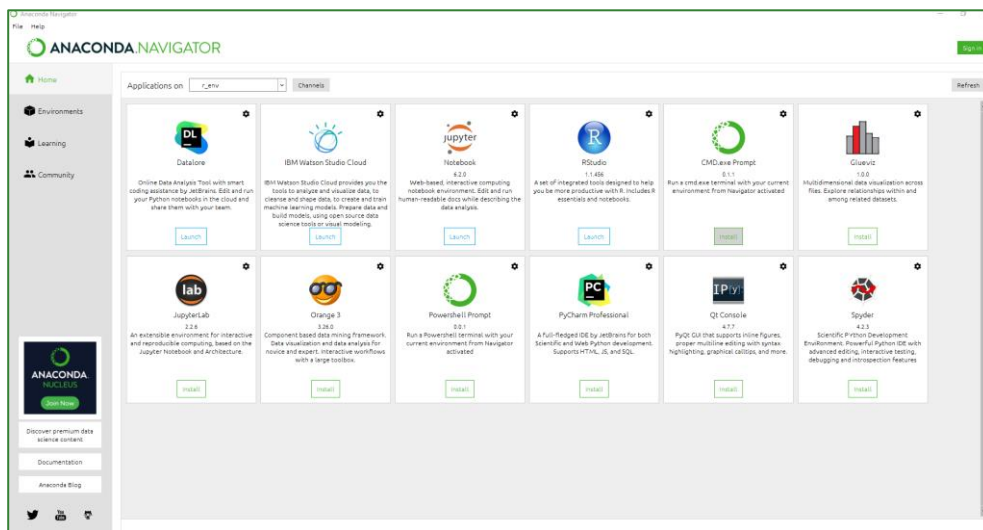 Anaconda Navigator
File Help
ANACONDA.NAVIGATOR
Sign in
Home
Environments
Learning
Community
Applications on r_env Channels
Refresh
DL
Datalore
Online Data Analysis Tool with smart
coding assistance by JetBrains. Edit and run
your Python notebooks in the cloud and
share them with your team.
Launch
IBM Watson Studio Cloud
IBM Watson Studio Cloud provides you the
tools to analyze and visualize data, to
cleanse and shape data, to create and train
machine learning models. Prepare data and
build models, using open source data
science tools or visual modeling.
Launch
jupyter
Notebook
6.2.0
Web-based, interactive computing
notebook environment. Edit and run
human-readable docs while describing the
data analysis.
Launch
R
RStudio
1.1.456
A set of integrated tools designed to help
you be more productive with R. Includes R
essentials and notebooks.
Launch
CMD.exe Prompt
0.1.1
Run a cmd.exe terminal with your current
environment from Navigator activated
Install
Glueviz
1.0.0
Multidimensional data visualization across
files. Explore relationships within and
among related datasets.
Install
lab
JupyterLab
2.2.6
An extensible environment for interactive
and reproducible computing, based on the
Jupyter Notebook and Architecture.
Install
Orange 3
3.26.0
Component based data mining framework.
Data visualization and data analysis for
novice and expert. Interactive workflows
with a large toolbox.
Install
Powershell Prompt
0.0.1
Run a Powershell terminal with your
current environment from Navigator
activated
Install
PC
PyCharm Professional
A full-fledged IDE by JetBrains for both
Scientific and Web Python development.
Supports HTML, JS, and SQL.
Install
IP[y]:
Qt Console
4.7.7
PyQt GUI that supports inline figures,
proper multiline editing with syntax
highlighting, graphical calltips, and more.
Install
Spyder
4.2.5
Scientific PYthon Development
EnviRonment. Powerful Python IDE with
advanced editing, interactive testing,
debugging and introspection features
Install
ANACONDA.
NUCLEUS
Join Now
Discover premium data
science content
Documentation
Anaconda Blog
You
Tube